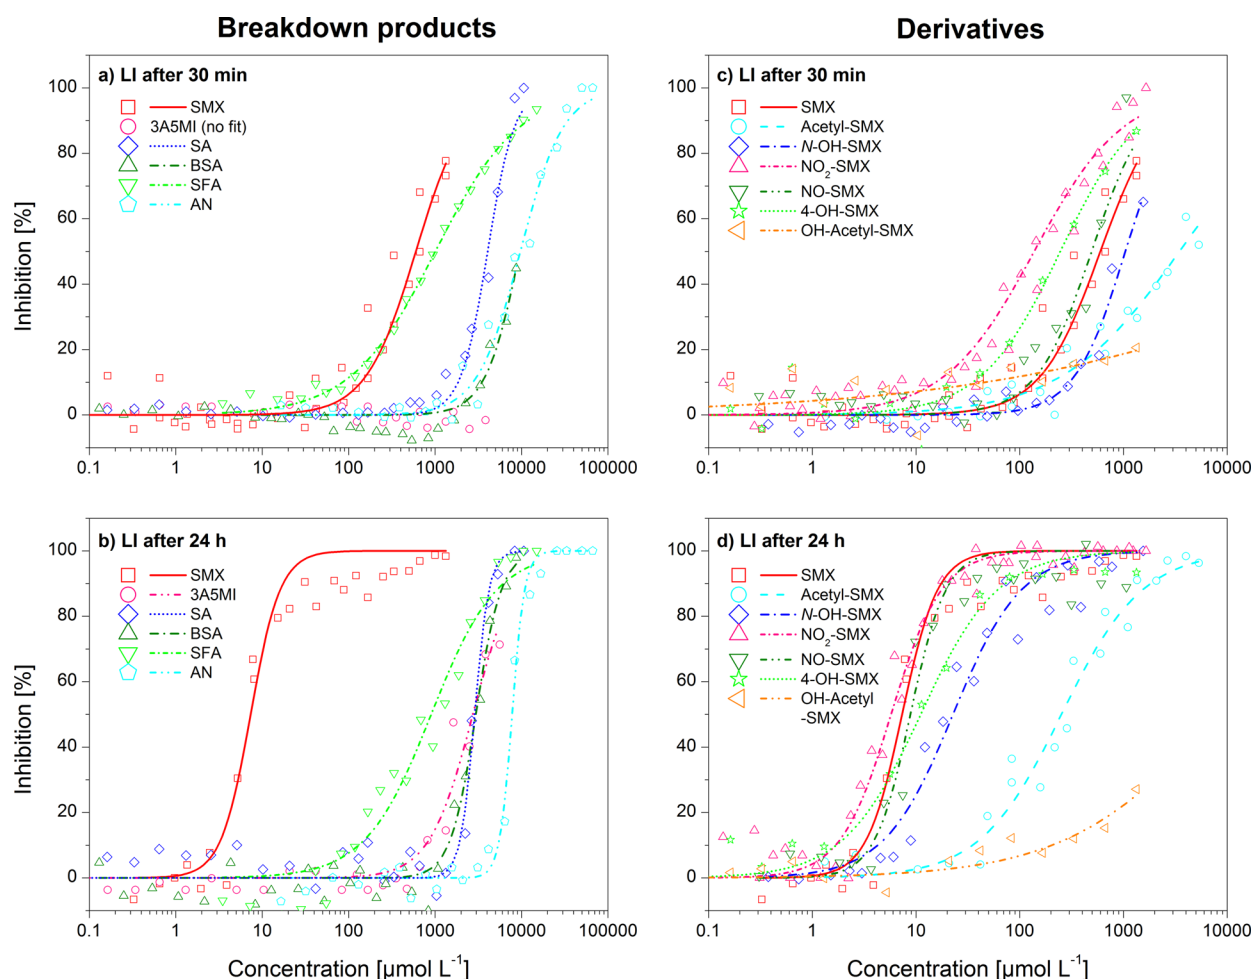 Breakdown products
Derivatives
Inhibition [%]
a) LI after 30 min
SMX
3A5MI (no fit)
SA
BSA
SFA
AN
100
80
60
40
20
0
0.1 1 10 100 1000 10000 100000
c) LI after 30 min
SMX
Acetyl-SMX
N-OH-SMX
NO2-SMX
NO-SMX
4-OH-SMX
OH-Acetyl-SMX
100
80
60
40
20
0
0.1 1 10 100 1000 10000
Inhibition [%]
b) LI after 24 h
SMX
3A5MI
SA
BSA
SFA
AN
100
80
60
40
20
0
0.1 1 10 100 1000 10000 100000
Concentration [µmol L-1]
d) LI after 24 h
SMX
Acetyl-SMX
N-OH-SMX
NO2-SMX
NO-SMX
4-OH-SMX
OH-Acetyl
-SMX
100
80
60
40
20
0
0.1 1 10 100 1000 10000
Concentration [µmol L-1]